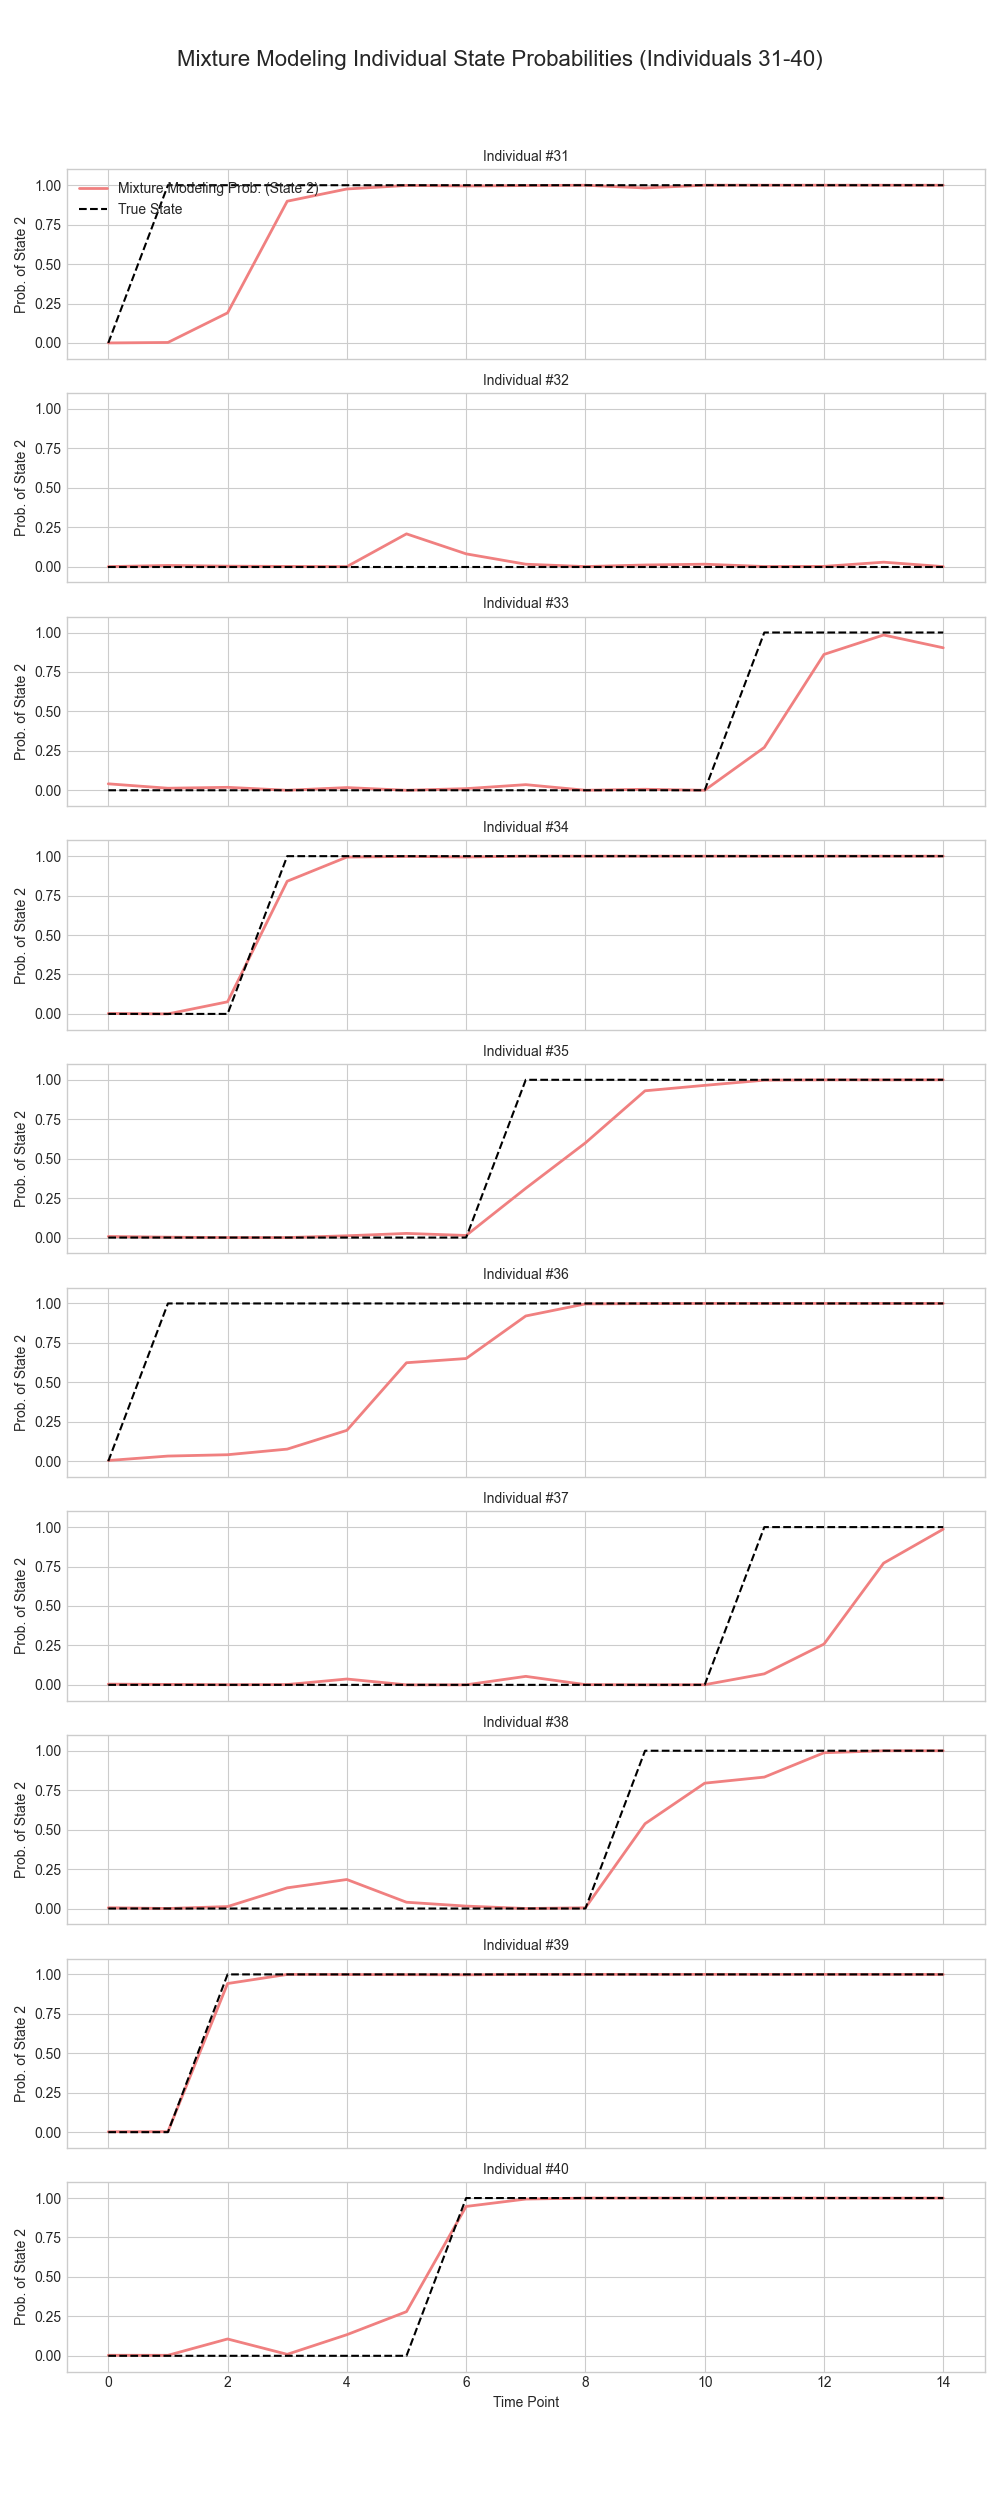 Mixture Modeling Individual State Probabilities (Individuals 31-40)
Individual #31
Mixture Modeling Prob. (State 2)
True State
1.00
0.75
0.50
0.25
0.00
Prob. of State 2
Individual #32
1.00
0.75
0.50
0.25
0.00
Prob. of State 2
Individual #33
1.00
0.75
0.50
0.25
0.00
Prob. of State 2
Individual #34
1.00
0.75
0.50
0.25
0.00
Prob. of State 2
Individual #35
1.00
0.75
0.50
0.25
0.00
Prob. of State 2
Individual #36
1.00
0.75
0.50
0.25
0.00
Prob. of State 2
Individual #37
1.00
0.75
0.50
0.25
0.00
Prob. of State 2
Individual #38
1.00
0.75
0.50
0.25
0.00
Prob. of State 2
Individual #39
1.00
0.75
0.50
0.25
0.00
Prob. of State 2
Individual #40
1.00
0.75
0.50
0.25
0.00
Prob. of State 2
0 2 4 6 8 10 12 14
Time Point